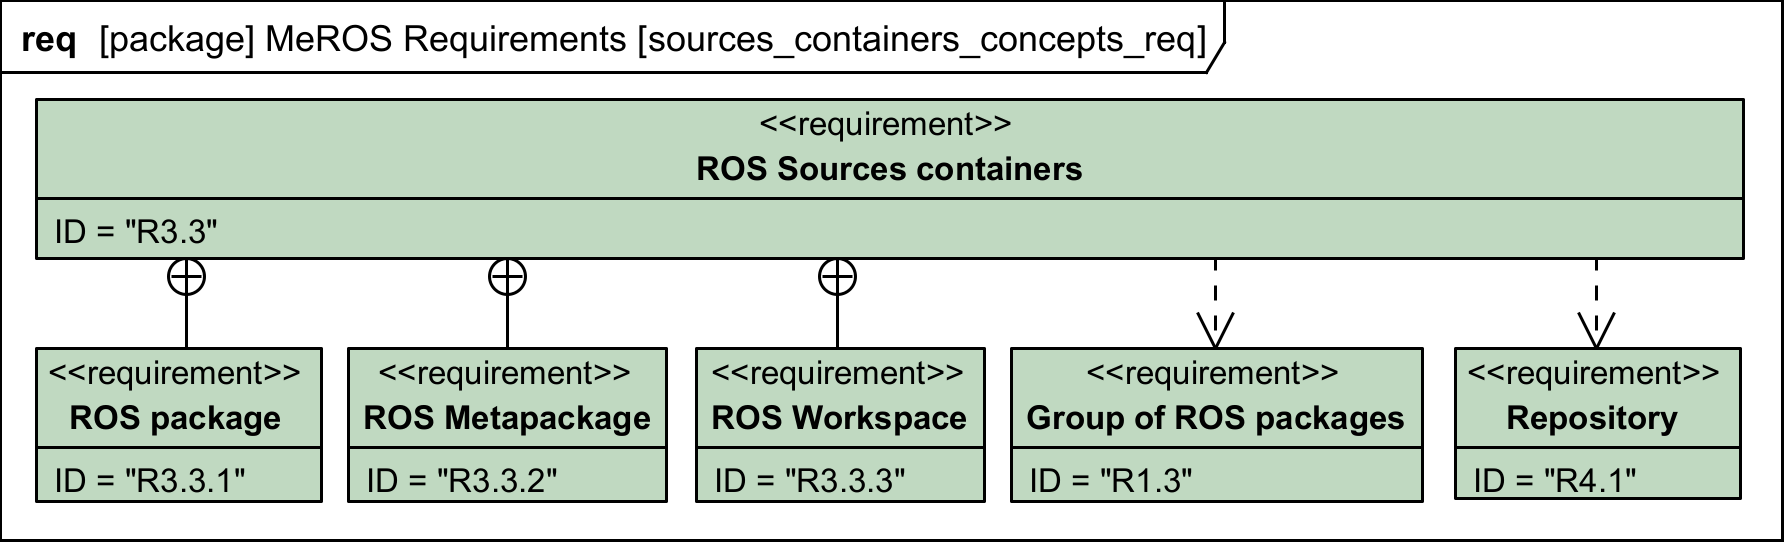 req [package] MeROS Requirements [sources_containers_concepts_req]
<<requirement>>
ROS Sources containers
ID = "R3.3"
<<requirement>>
ROS package
ID = "R3.3.1"
<<requirement>>
ROS Metapackage
ID = "R3.3.2"
<<requirement>>
ROS Workspace
ID = "R3.3.3"
<<requirement>>
Group of ROS packages
ID = "R1.3"
<<requirement>>
Repository
ID = "R4.1"